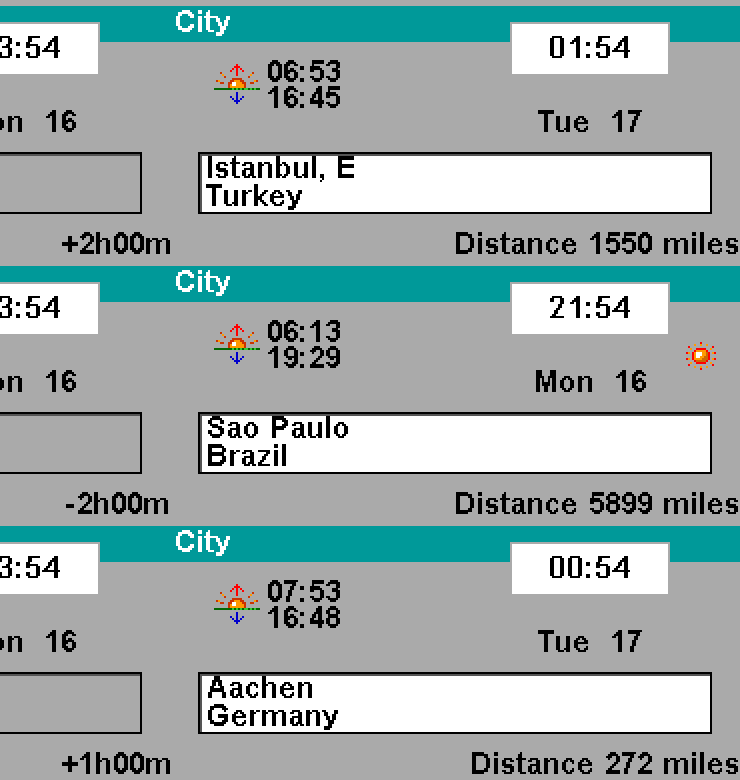 City
3:54
01:54
06:53
16:45
on 16
Tue 17
Istanbul, E
Turkey
+2h00m
Distance 1550 miles
City
3:54
21:54
06:13
19:29
on 16
Mon 16
Sao Paulo
Brazil
-2h00m
Distance 5899 miles
City
3:54
00:54
07:53
16:48
on 16
Tue 17
Aachen
Germany
+1h00m
Distance 272 miles